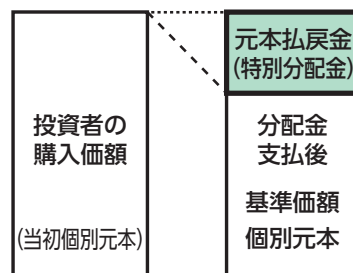 投資者の
購入価額
(当初個別元本)
元本払戻金
(特別分配金)
分配金
支払後
基準価額
個別元本